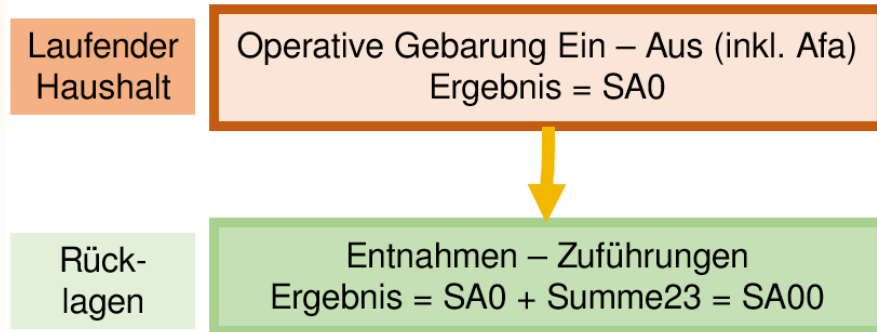 Laufender
Haushalt
Operative Gebarung Ein – Aus (inkl. Afa)
Ergebnis = SA0
Rück-
lagen
Entnahmen – Zuführungen
Ergebnis = SA0 + Summe23 = SA00